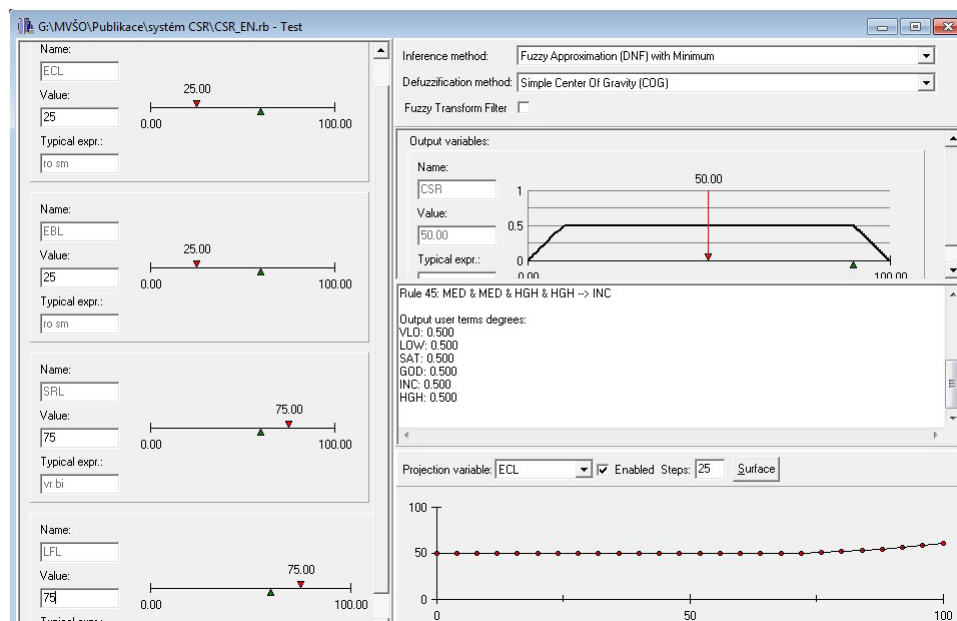 G:\MVŠO\Publikace\systém CSR\CSR_EN.rb - Test
Name:
ECL
Value:
25
Typical expr.:
ro sm
25.00
0.00 100.00
Name:
EBL
Value:
25
Typical expr.:
ro sm
25.00
0.00 100.00
Name:
SRL
Value:
75
Typical expr.:
vr bi
75.00
0.00 100.00
Name:
LFL
Value:
75
75.00
0.00 100.00
Typical expr.:
Inference method: Fuzzy Approximation (DNF) with Minimum
Defuzzification method: Simple Center Of Gravity (COG)
Fuzzy Transform Filter
Output variables:
Name:
CSR
Value:
50.00
Typical expr.:
50.00
1
0.5
0
0.00 100.00
Rule 45: MED & MED & HGH & HGH --> INC
Output user terms degrees:
VLO: 0.500
LOW: 0.500
SAT: 0.500
GOD: 0.500
INC: 0.500
HGH: 0.500
Projection variable: ECL Enabled Steps: 25 Surface
100
50
0
0 50 100